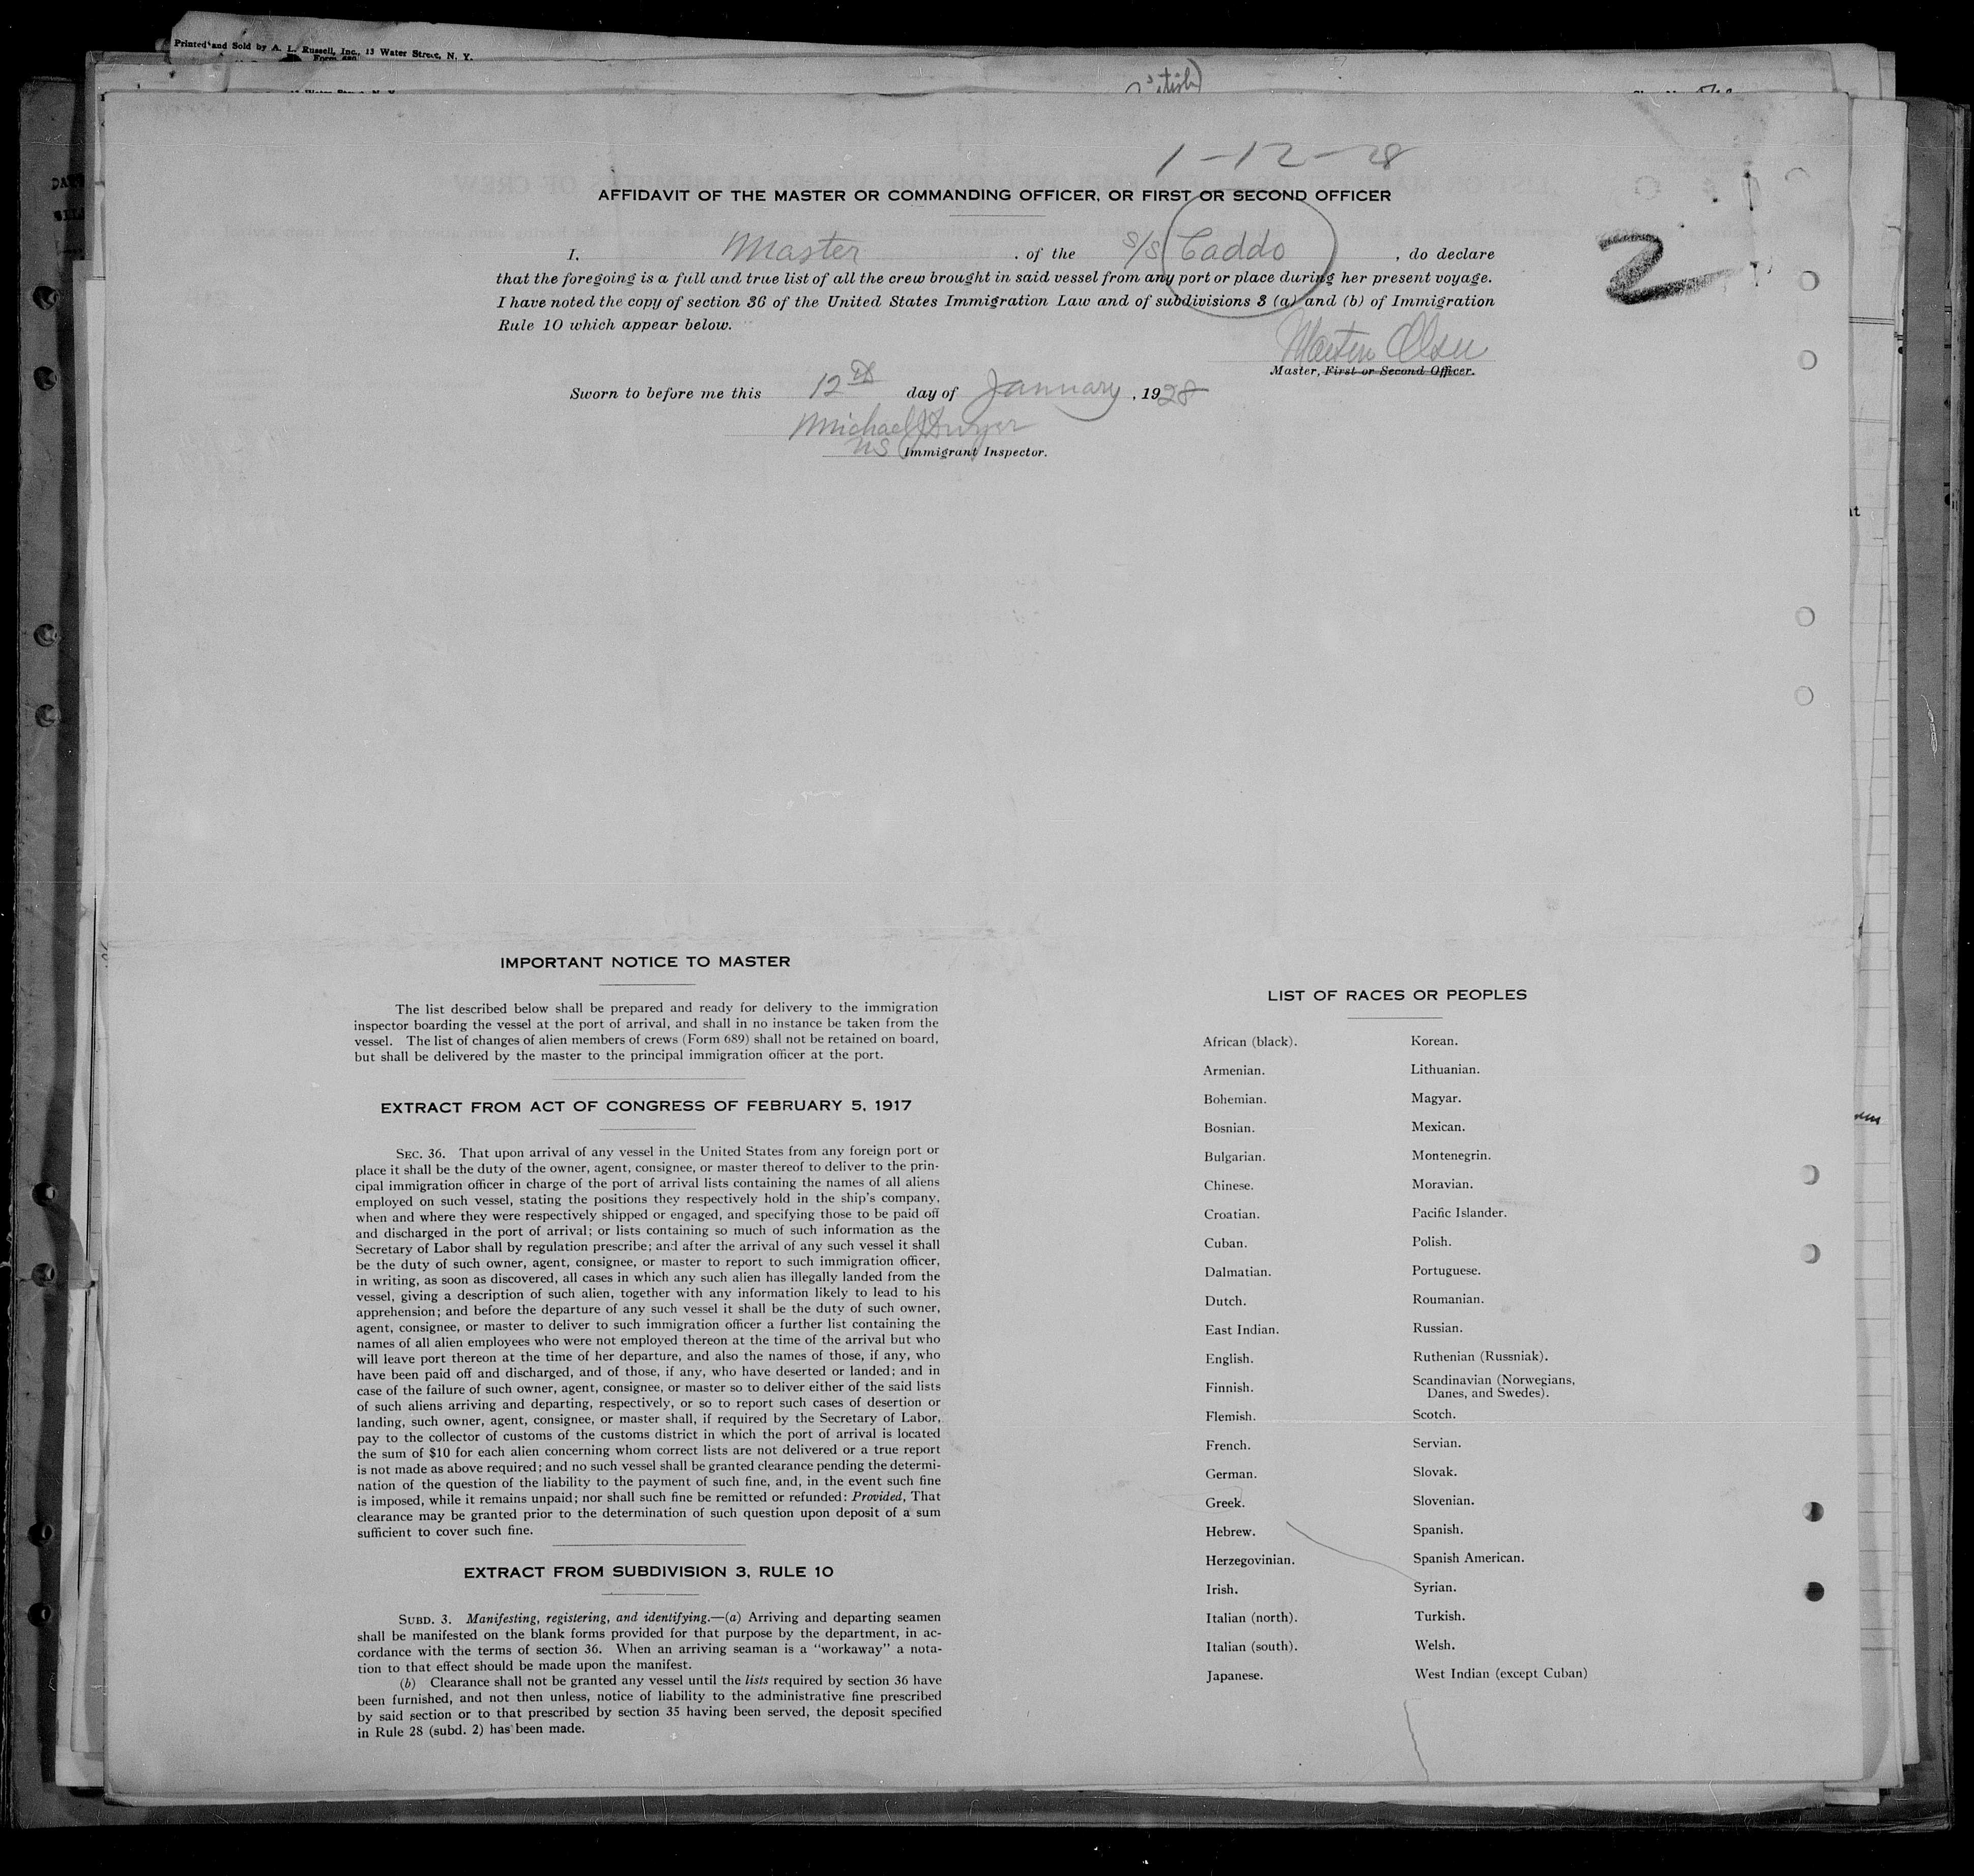 Printed and Sold by A. L. Russell, Inc., 13 Water Street, N. Y.
Form 689
1-12-28
AFFIDAVIT OF THE MASTER OR COMMANDING OFFICER, OR FIRST OR SECOND OFFICER
2
I, Master, of the S/S Caddo, do declare
that the foregoing is a full and true list of all the crew brought in said vessel from any port or place during her present voyage.
I have noted the copy of section 36 of the United States Immigration Law and of subdivisions 3 (a) and (b) of Immigration
Rule 10 which appear below.
Martin Olsen
Master, First or Second Officer.
Sworn to before me this 12th day of January, 1928
Michael J Dwyer
US Immigrant Inspector.
IMPORTANT NOTICE TO MASTER
The list described below shall be prepared and ready for delivery to the immigration
inspector boarding the vessel at the port of arrival, and shall in no instance be taken from the
vessel. The list of changes of alien members of crews (Form 689) shall not be retained on board,
but shall be delivered by the master to the principal immigration officer at the port.
EXTRACT FROM ACT OF CONGRESS OF FEBRUARY 5, 1917
SEC. 36. That upon arrival of any vessel in the United States from any foreign port or
place it shall be the duty of the owner, agent, consignee, or master thereof to deliver to the prin-
cipal immigration officer in charge of the port of arrival lists containing the names of all aliens
employed on such vessel, stating the positions they respectively hold in the ship's company,
when and where they were respectively shipped or engaged, and specifying those to be paid off
and discharged in the port of arrival; or lists containing so much of such information as the
Secretary of Labor shall by regulation prescribe; and after the arrival of any such vessel it shall
be the duty of such owner, agent, consignee, or master to report to such immigration officer,
in writing, as soon as discovered, all cases in which any such alien has illegally landed from the
vessel, giving a description of such alien, together with any information likely to lead to his
apprehension; and before the departure of any such vessel it shall be the duty of such owner,
agent, consignee, or master to deliver to such immigration officer a further list containing the
names of all alien employees who were not employed thereon at the time of the arrival but who
will leave port thereon at the time of her departure, and also the names of those, if any, who
have been paid off and discharged, and of those, if any, who have deserted or landed; and in
case of the failure of such owner, agent, consignee, or master so to deliver either of the said lists
of such aliens arriving and departing, respectively, or so to report such cases of desertion or
landing, such owner, agent, consignee, or master shall, if required by the Secretary of Labor,
pay to the collector of customs of the customs district in which the port of arrival is located
the sum of $10 for each alien concerning whom correct lists are not delivered or a true report
is not made as above required; and no such vessel shall be granted clearance pending the determi-
nation of the question of the liability to the payment of such fine, and, in the event such fine
is imposed, while it remains unpaid; nor shall such fine be remitted or refunded: Provided, That
clearance may be granted prior to the determination of such question upon deposit of a sum
sufficient to cover such fine.
EXTRACT FROM SUBDIVISION 3, RULE 10
SUBD. 3. Manifesting, registering, and identifying.—(a) Arriving and departing seamen
shall be manifested on the blank forms provided for that purpose by the department, in ac-
cordance with the terms of section 36. When an arriving seaman is a "workaway" a nota-
tion to that effect should be made upon the manifest.
(b) Clearance shall not be granted any vessel until the lists required by section 36 have
been furnished, and not then unless, notice of liability to the administrative fine prescribed
by said section or to that prescribed by section 35 having been served, the deposit specified
in Rule 28 (subd. 2) has been made.
LIST OF RACES OR PEOPLES
African (black).
Armenian.
Bohemian.
Bosnian.
Bulgarian.
Chinese.
Croatian.
Cuban.
Dalmatian.
Dutch.
East Indian.
English.
Finnish.
Flemish.
French.
German.
Greek.
Hebrew.
Herzegovinian.
Irish.
Italian (north).
Italian (south).
Japanese.
Korean.
Lithuanian.
Magyar.
Mexican.
Montenegrin.
Moravian.
Pacific Islander.
Polish.
Portuguese.
Roumanian.
Russian.
Ruthenian (Russniak).
Scandinavian (Norwegians,
Danes, and Swedes).
Scotch.
Servian.
Slovak.
Slovenian.
Spanish.
Spanish American.
Syrian.
Turkish.
Welsh.
West Indian (except Cuban)